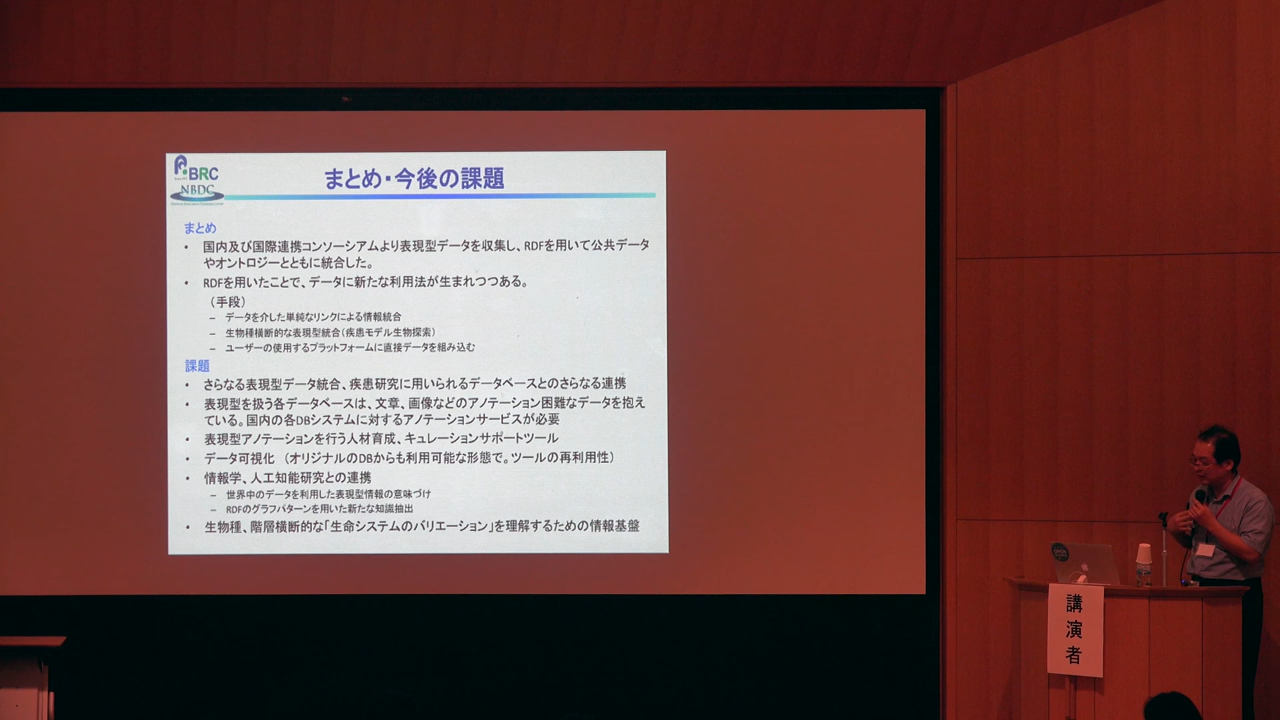 BRC
NBDC
まとめ・今後の課題
まとめ
• 国内及び国際連携コンソーシアムより表現型データを収集し、RDFを用いて公共データ
やオントロジーとともに統合した。
• RDFを用いたことで、データに新たな利用法が生まれつつある。
（手段）
– データを介した単純なリンクによる情報統合
– 生物種横断的な表現型統合（疾患モデル生物探索）
– ユーザーの使用するプラットフォームに直接データを組み込む
課題
• さらなる表現型データ統合、疾患研究に用いられるデータベースとのさらなる連携
• 表現型を扱う各データベースは、文章、画像などのアノテーション困難なデータを抱え
ている。国内の各DBシステムに対するアノテーションサービスが必要
• 表現型アノテーションを行う人材育成、キュレーションサポートツール
• データ可視化　（オリジナルのDBからも利用可能な形態で。ツールの再利用性）
• 情報学、人工知能研究との連携
– 世界中のデータを利用した表現型情報の意味づけ
– RDFのグラフパターンを用いた新たな知識抽出
• 生物種、階層横断的な「生命システムのバリエーション」を理解するための情報基盤
講演者